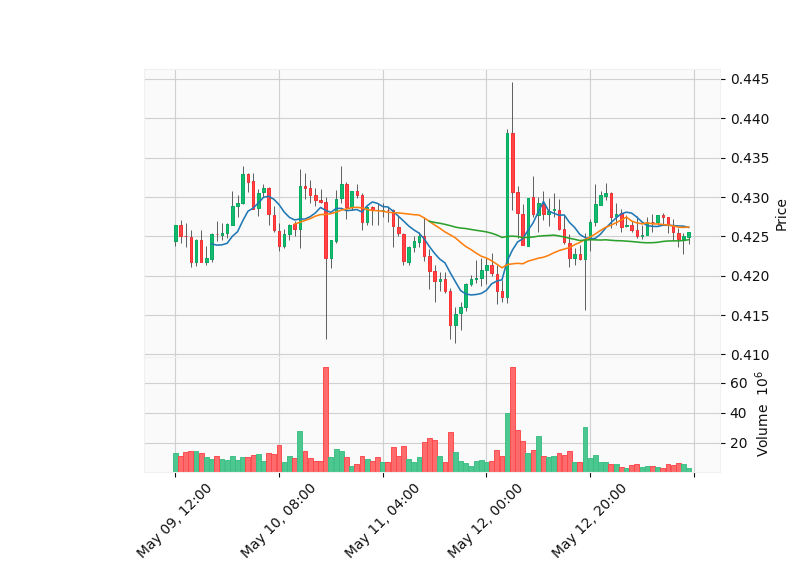 0.445
0.440
0.435
0.430
0.425
0.420
0.415
0.410
Price
60
40
20
Volume 10^6
May 09, 12:00
May 10, 08:00
May 11, 04:00
May 12, 00:00
May 12, 20:00